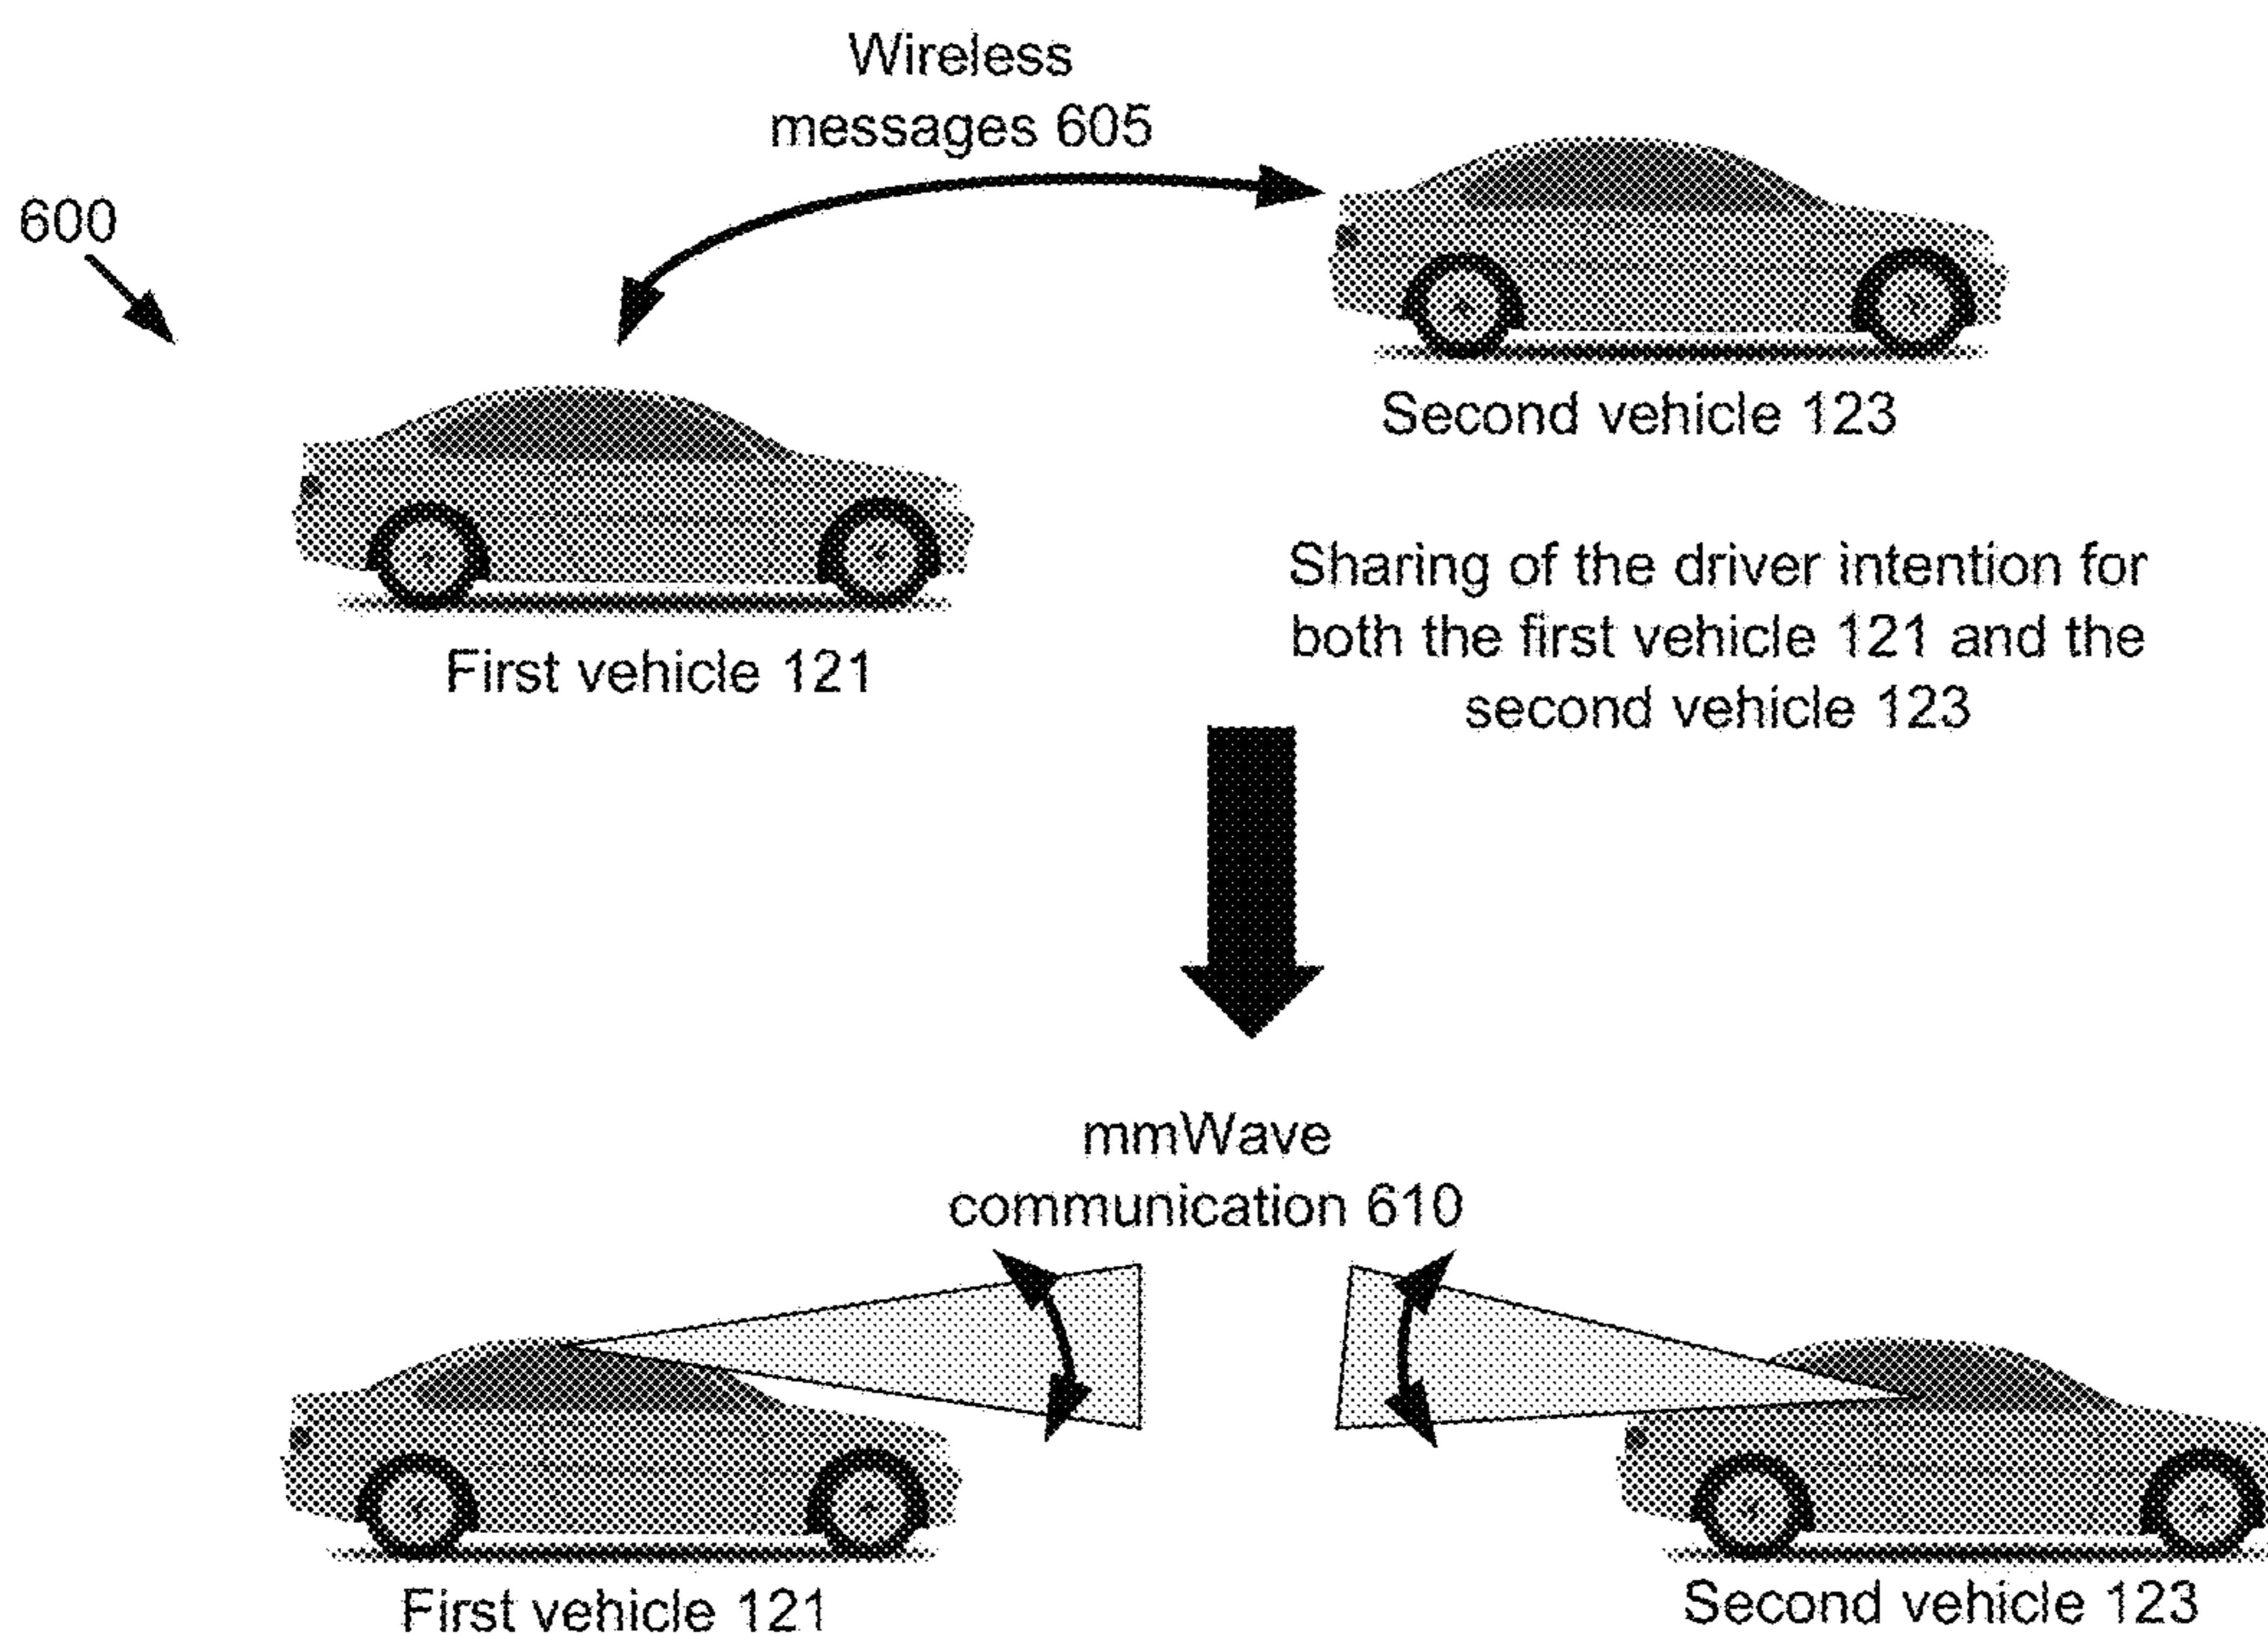 Wireless
messages 605
600
Second vehicle 123
First vehicle 121
Sharing of the driver intention for
both the first vehicle 121 and the
second vehicle 123
mmWave
communication 610
First vehicle 121
Second vehicle 123